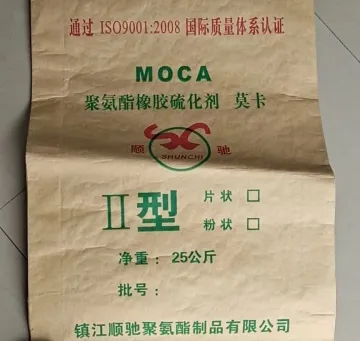 通过 ISO9001:2008 国际质量体系认证
MOCA
聚氨酯橡胶硫化剂 莫卡
顺 驰
SHUNCHI
II型
片状 □
粉状 □
净重： 25公斤
批号：
镇江顺驰聚氨酯制品有限公司